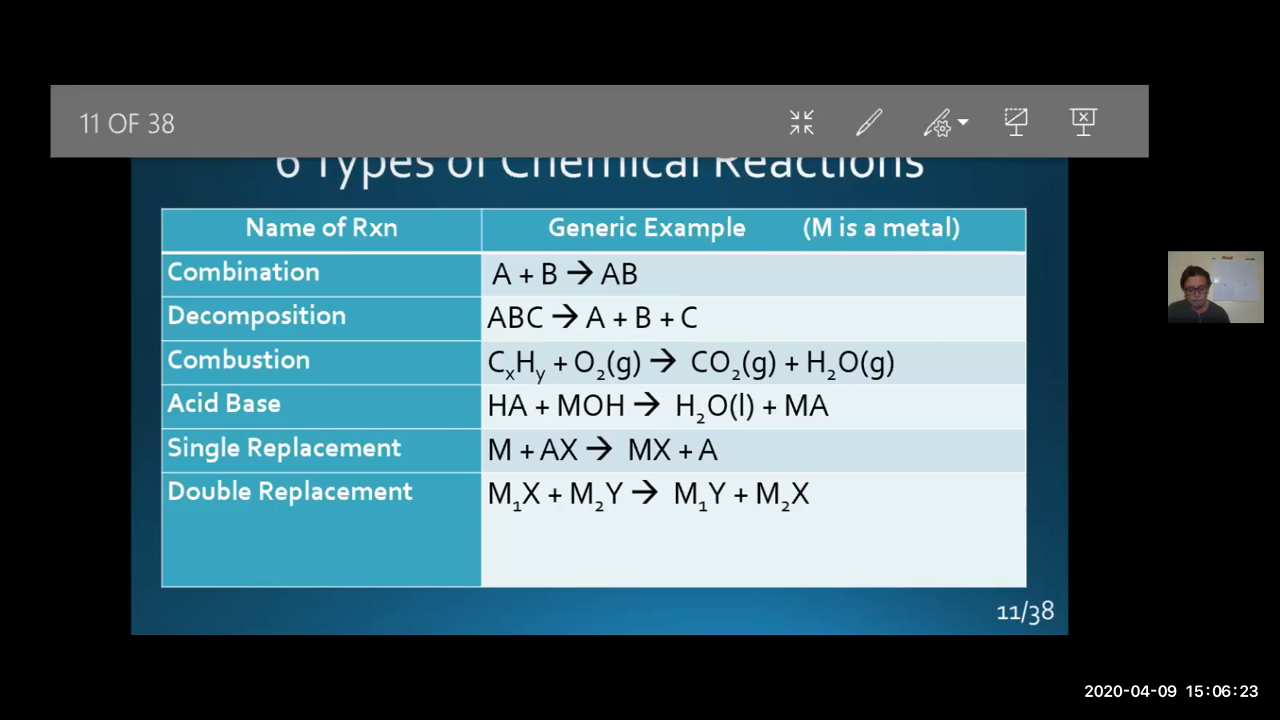 11 OF 38
6 Types of Chemical Reactions
Name of Rxn
Generic Example (M is a metal)
Combination
A + B → AB
Decomposition
ABC → A + B + C
Combustion
CₓHᵧ + O₂(g) → CO₂(g) + H₂O(g)
Acid Base
HA + MOH → H₂O(l) + MA
Single Replacement
M + AX → MX + A
Double Replacement
M₁X + M₂Y → M₁Y + M₂X
11/38
2020-04-09 15:06:23